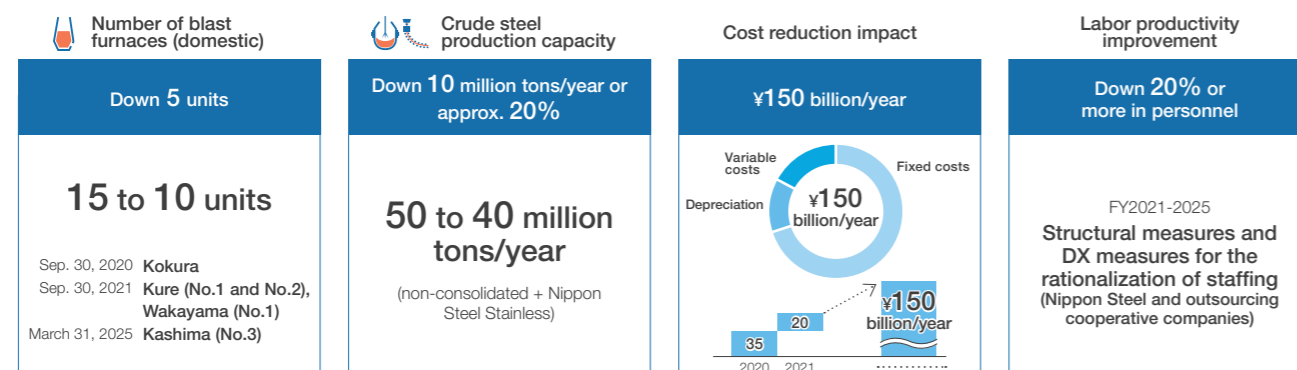 Number of blast
furnaces (domestic)
Down 5 units
15 to 10 units
Sep. 30, 2020 Kokura
Sep. 30, 2021 Kure (No.1 and No.2),
Wakayama (No.1)
March 31, 2025 Kashima (No.3)
Crude steel
production capacity
Down 10 million tons/year or
approx. 20%
50 to 40 million
tons/year
(non-consolidated + Nippon
Steel Stainless)
Cost reduction impact
¥150 billion/year
Variable
costs
Fixed costs
Depreciation
¥150
billion/year
¥150
billion/year
20
35
2020 2021
Labor productivity
improvement
Down 20% or
more in personnel
FY2021-2025
Structural measures and
DX measures for the
rationalization of staffing
(Nippon Steel and outsourcing
cooperative companies)